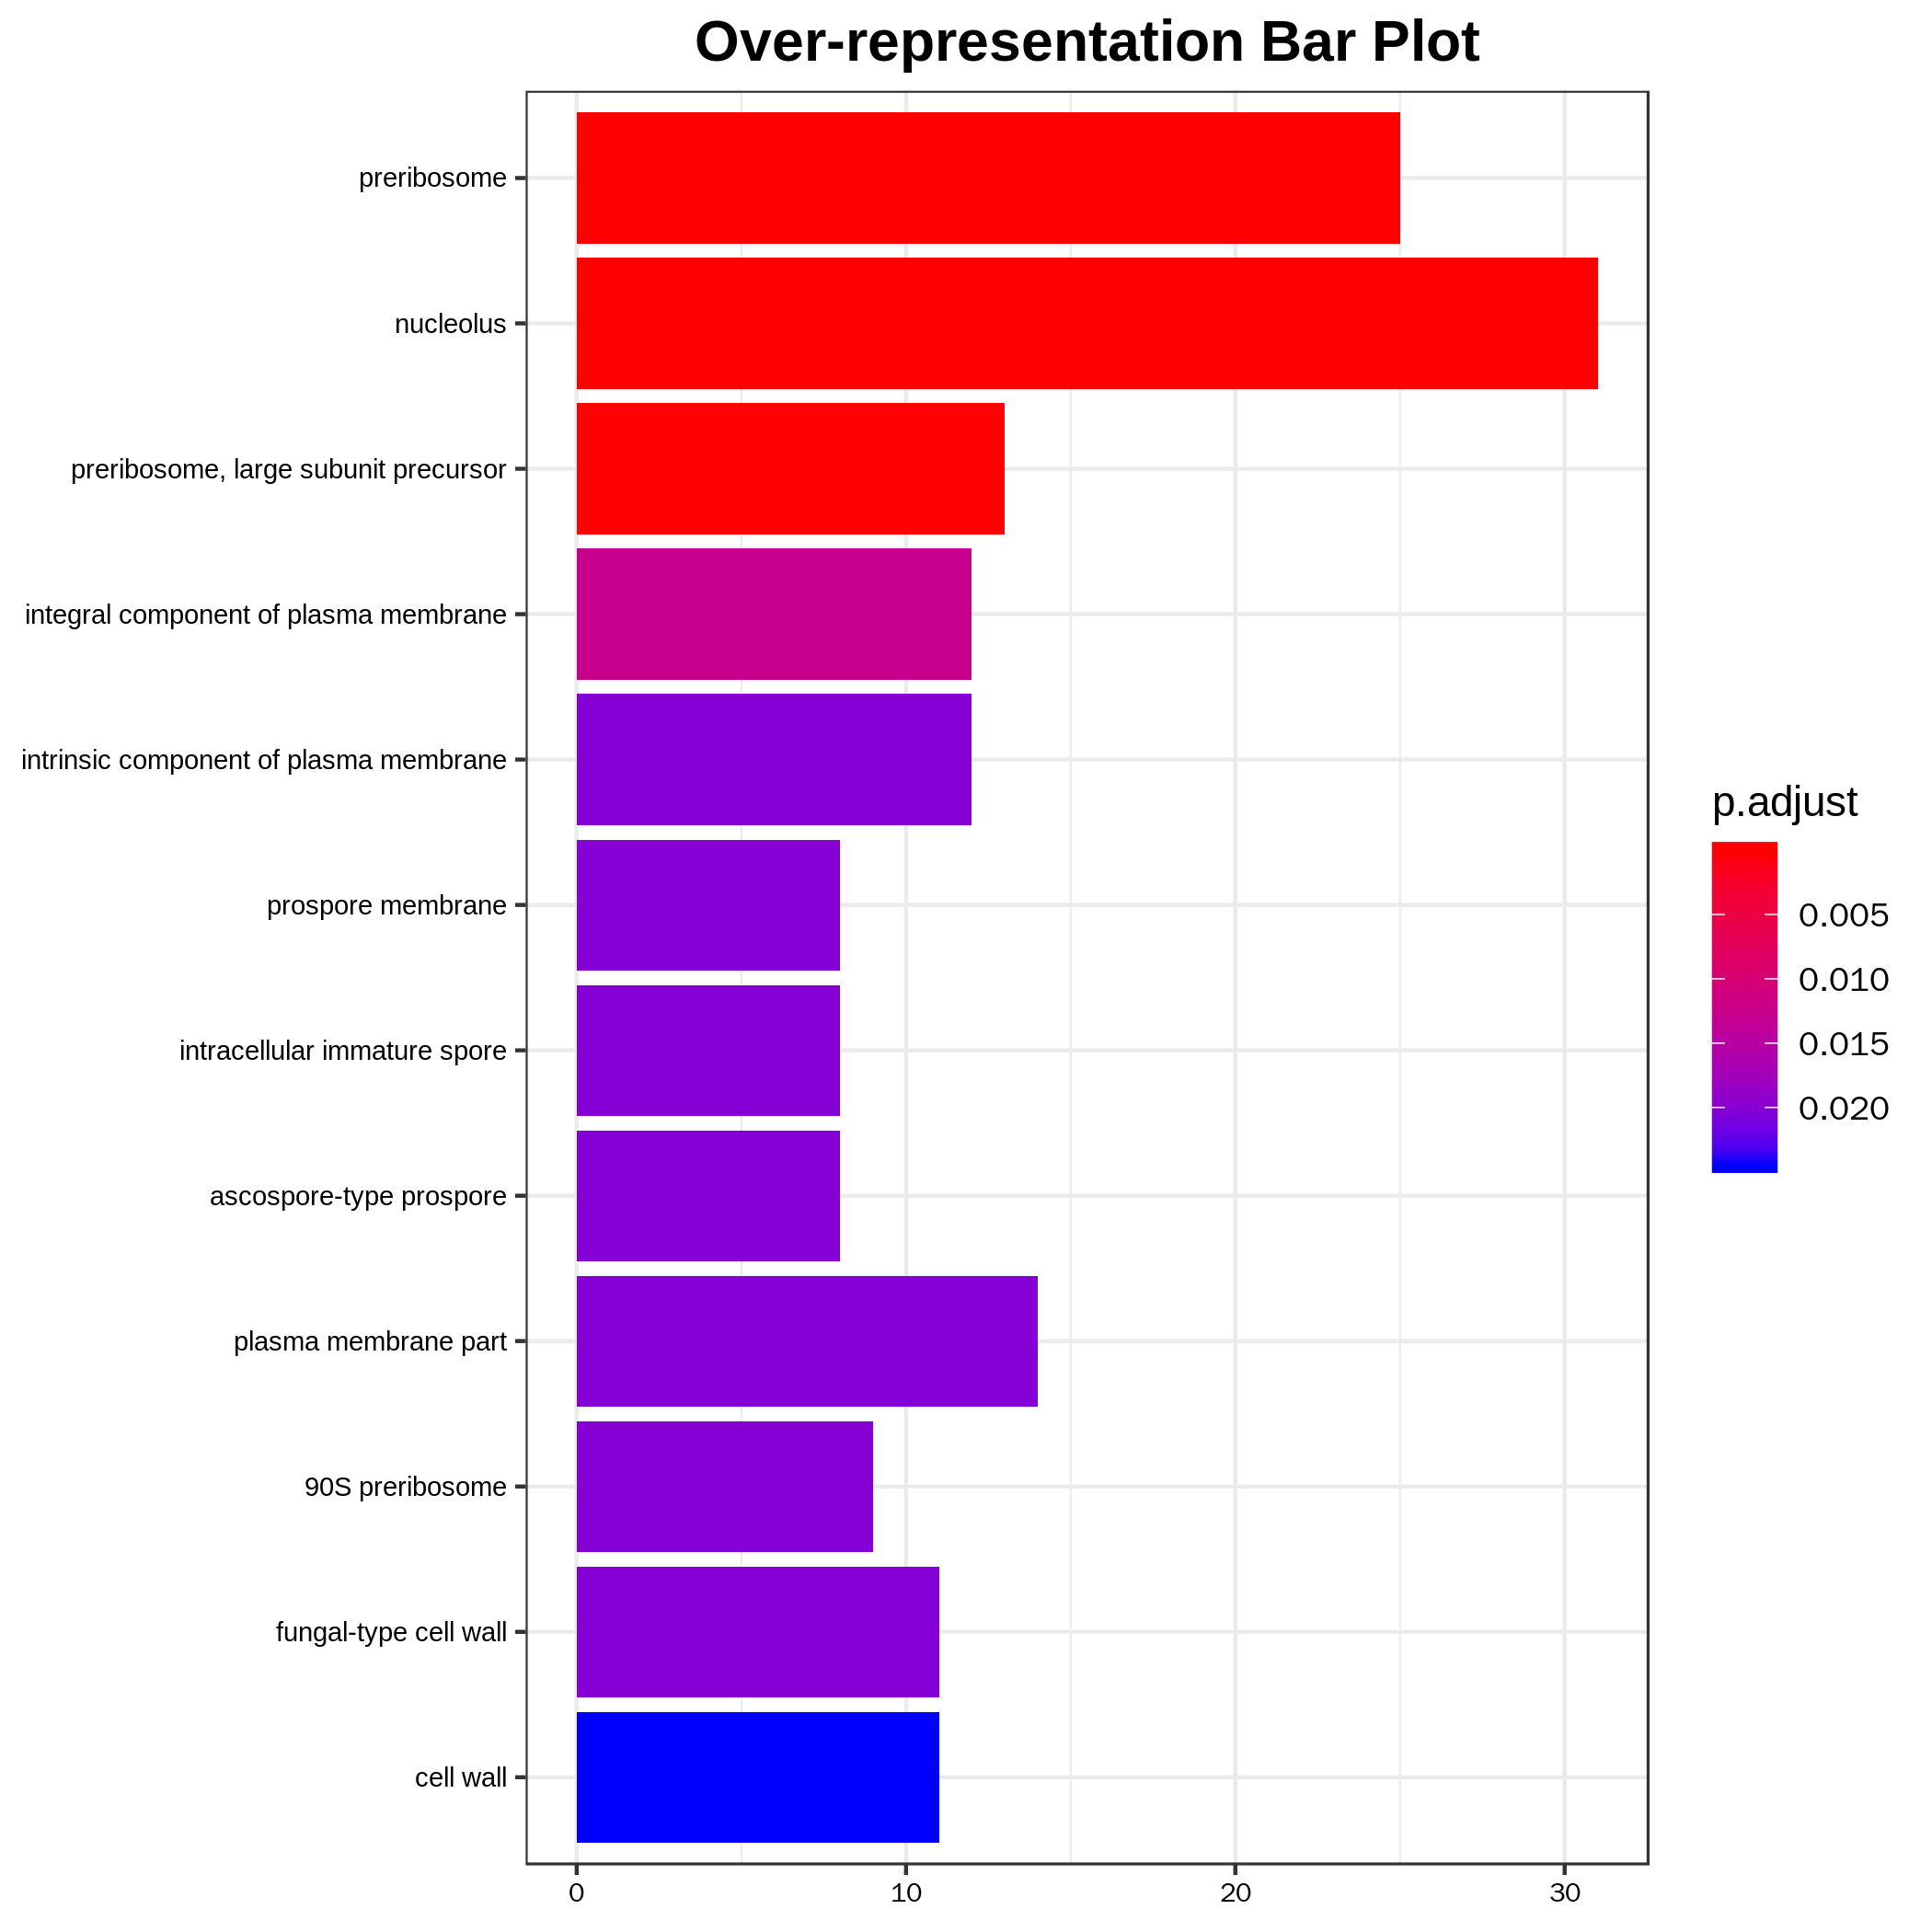 Over-representation Bar Plot
preribosome
nucleolus
preribosome, large subunit precursor
integral component of plasma membrane
intrinsic component of plasma membrane
prospore membrane
intracellular immature spore
ascospore-type prospore
plasma membrane part
90S preribosome
fungal-type cell wall
cell wall
0 10 20 30
p.adjust
0.005
0.010
0.015
0.020